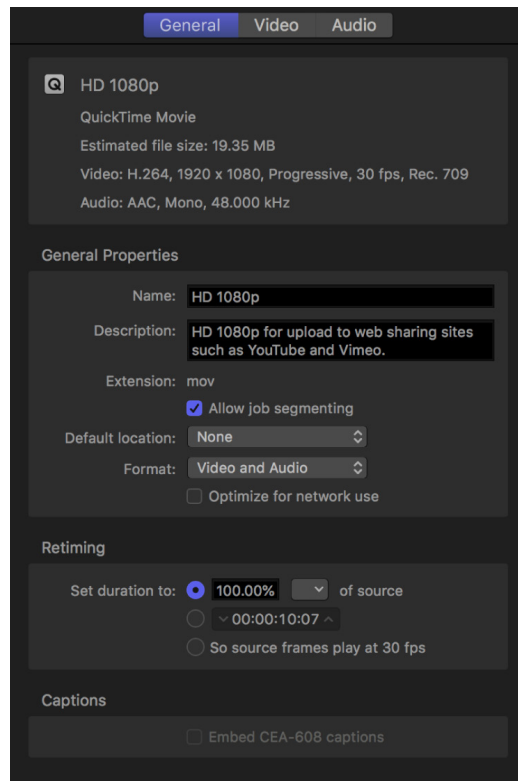 General Video Audio
Q HD 1080p
QuickTime Movie
Estimated file size: 19.35 MB
Video: H.264, 1920 x 1080, Progressive, 30 fps, Rec. 709
Audio: AAC, Mono, 48.000 kHz
General Properties
Name: HD 1080p
Description: HD 1080p for upload to web sharing sites
such as YouTube and Vimeo.
Extension: mov
Allow job segmenting
Default location: None
Format: Video and Audio
Optimize for network use
Retiming
Set duration to: 100.00% of source
00:00:10:07
So source frames play at 30 fps
Captions
Embed CEA-608 captions